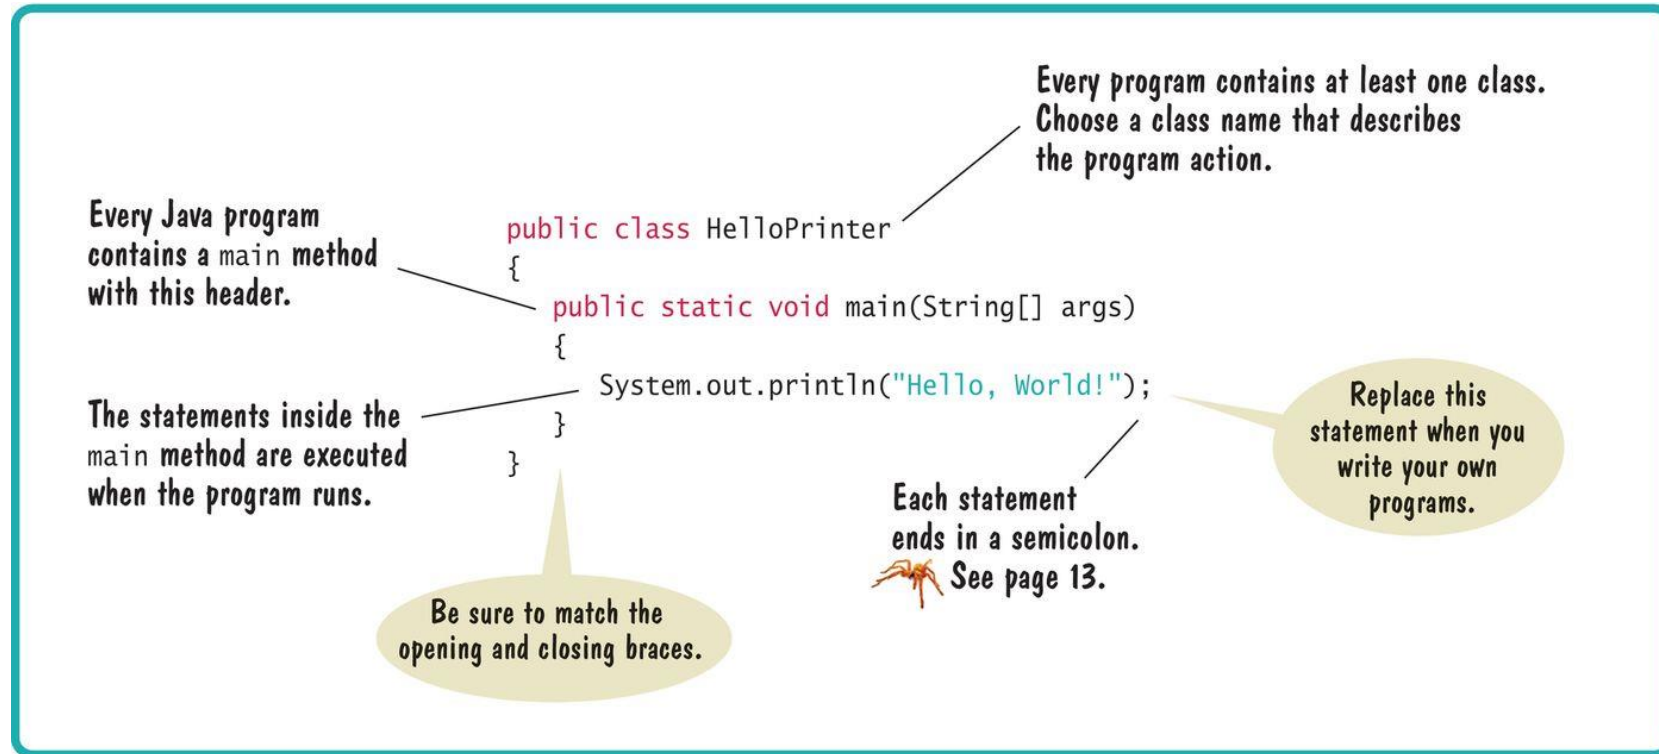 Every program contains at least one class.
Choose a class name that describes
the program action.
Every Java program
contains a main method
with this header.
public class HelloPrinter
{
public static void main(String[] args)
{
System.out.println("Hello, World!");
}
}
The statements inside the
main method are executed
when the program runs.
Replace this
statement when you
write your own
programs.
Each statement
ends in a semicolon.
See page 13.
Be sure to match the
opening and closing braces.